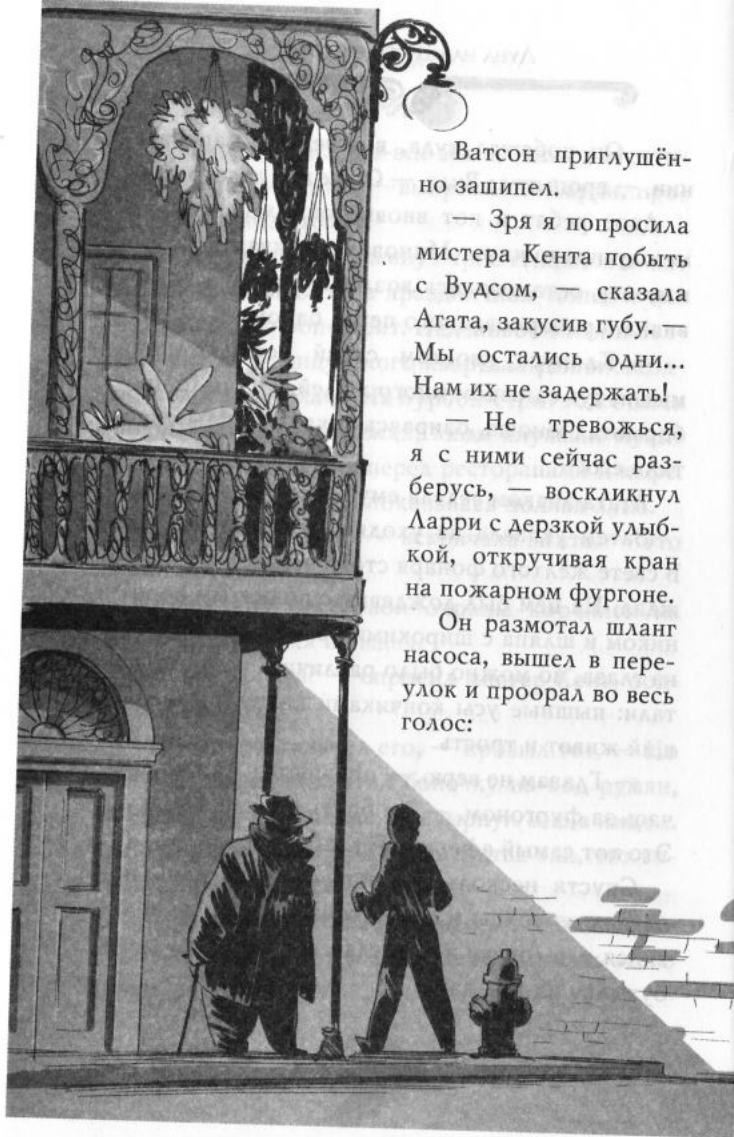 Ватсон приглушён-
но зашипел.
— Зря я попросила
мистера Кента побыть
с Вудсом, — сказала
Агата, закусив губу. —
Мы остались одни...
Нам их не задержать!
— Не тревожься,
я с ними сейчас раз-
берусь, — воскликнул
Ларри с дерзкой улыб-
кой, откручивая кран
на пожарном фургоне.
Он размотал шланг
насоса, вышел в пере-
улок и проорал во весь
голос: